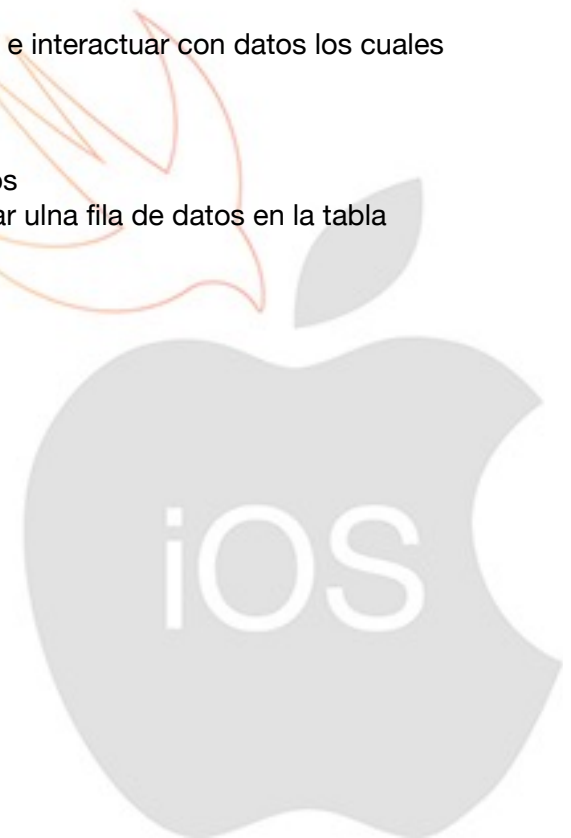 e interactuar con datos los cuales
os
ar ulna fila de datos en la tabla
iOS